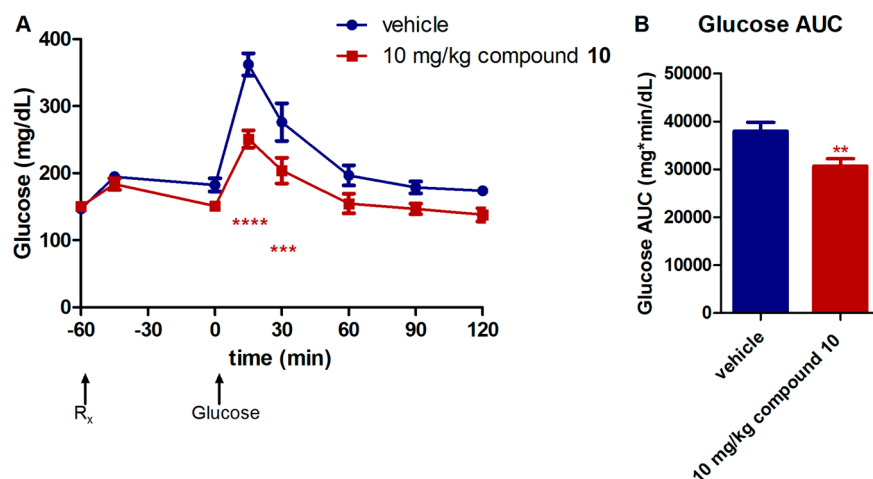 A
vehicle
10 mg/kg compound 10
Glucose (mg/dL)
400
300
200
100
0
****
***
-60 -30 0 30 60 90 120
time (min)
Rx Glucose
B Glucose AUC
Glucose AUC (mg*min/dL)
50000
40000
30000
20000
10000
0
**
vehicle
10 mg/kg compound 10